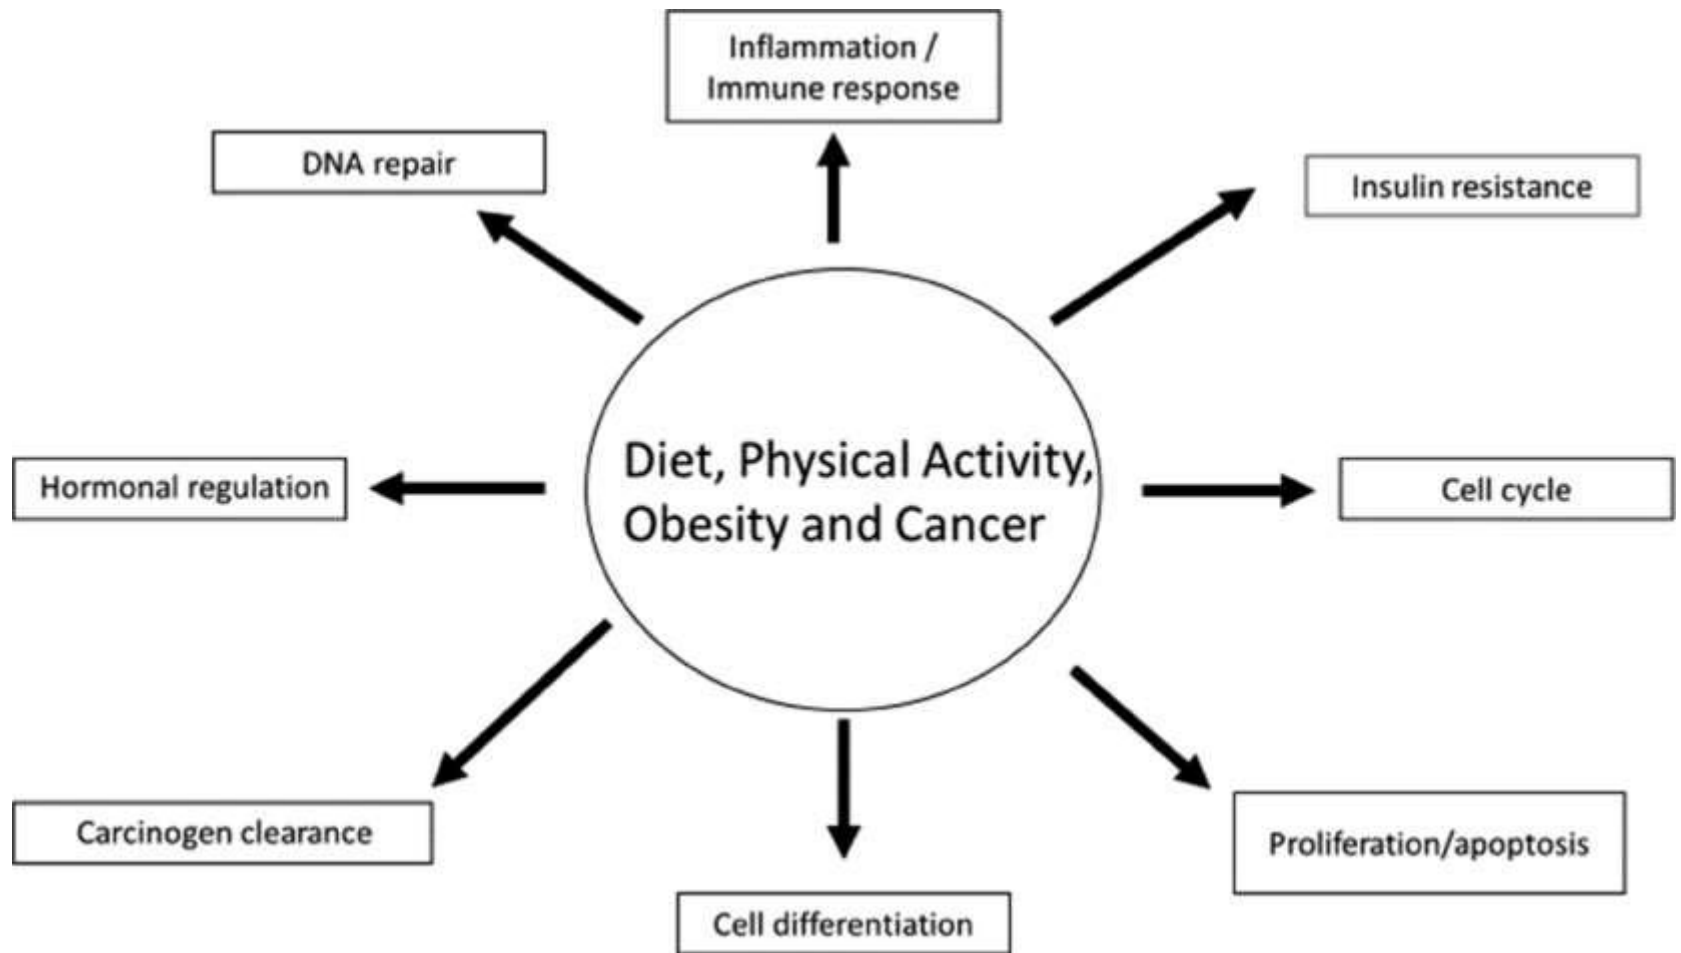 Inflammation /
Immune response
DNA repair
Insulin resistance
Diet, Physical Activity,
Obesity and Cancer
Hormonal regulation
Cell cycle
Carcinogen clearance
Proliferation/apoptosis
Cell differentiation